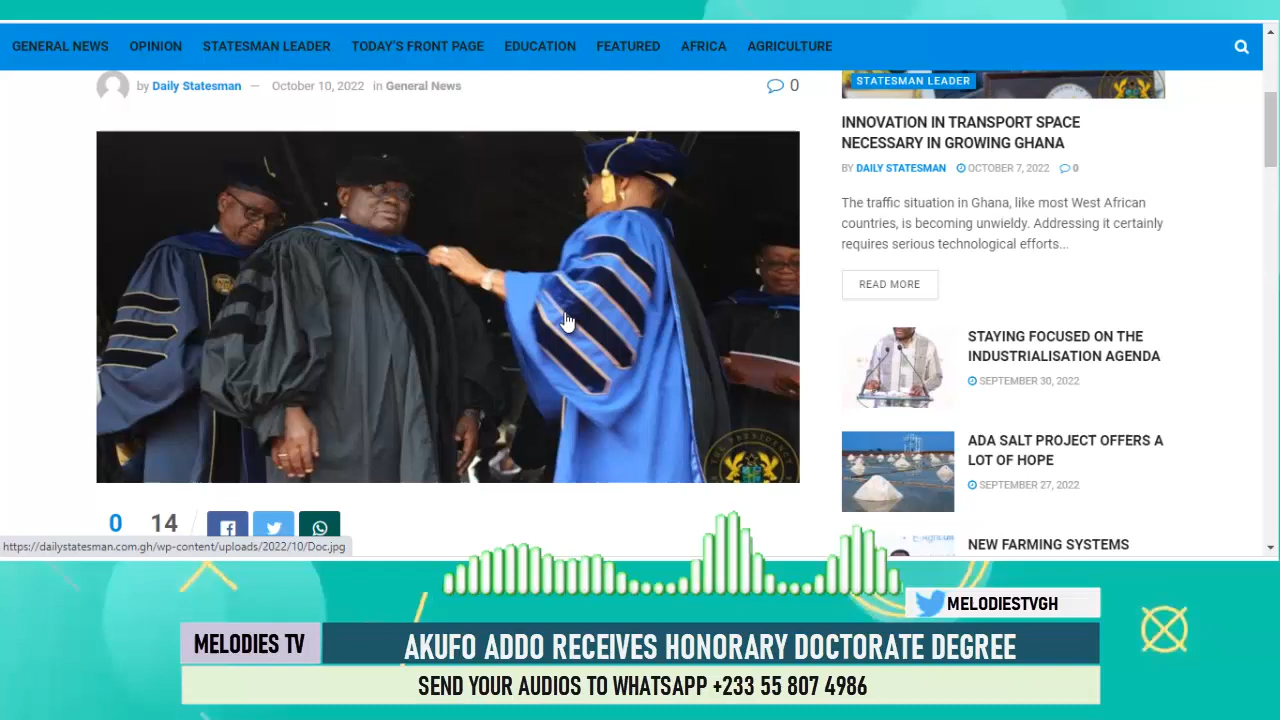 GENERAL NEWS OPINION STATESMAN LEADER TODAY'S FRONT PAGE EDUCATION FEATURED AFRICA AGRICULTURE
by Daily Statesman — October 10, 2022 in General News 0
THE PRESIDENCY
0 14
STATESMAN LEADER
INNOVATION IN TRANSPORT SPACE
NECESSARY IN GROWING GHANA
BY DAILY STATESMAN OCTOBER 7, 2022 0
The traffic situation in Ghana, like most West African
countries, is becoming unwieldy. Addressing it certainly
requires serious technological efforts...
READ MORE
STAYING FOCUSED ON THE
INDUSTRIALISATION AGENDA
SEPTEMBER 30, 2022
ADA SALT PROJECT OFFERS A
LOT OF HOPE
SEPTEMBER 27, 2022
NEW FARMING SYSTEMS
https://dailystatesman.com.gh/wp-content/uploads/2022/10/Doc.jpg
MELODIESTVGH
MELODIES TV
AKUFO ADDO RECEIVES HONORARY DOCTORATE DEGREE
SEND YOUR AUDIOS TO WHATSAPP +233 55 807 4986